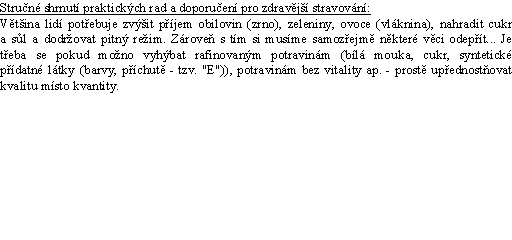 Stručné shrnutí praktických rad a doporučení pro zdravější stravování:
Většina lidí potřebuje zvýšit příjem obilovin (zrno), zeleniny, ovoce (vláknina), nahradit cukr
a sůl a dodržovat pitný režim. Zároveň s tím si musíme samozřejmě některé věci odepřít... Je
třeba se pokud možno vyhýbat rafinovaným potravinám (bílá mouka, cukr, syntetické
přídatné látky (barvy, příchutě - tzv. "E")), potravinám bez vitality ap. - prostě upřednostňovat
kvalitu místo kvantity.